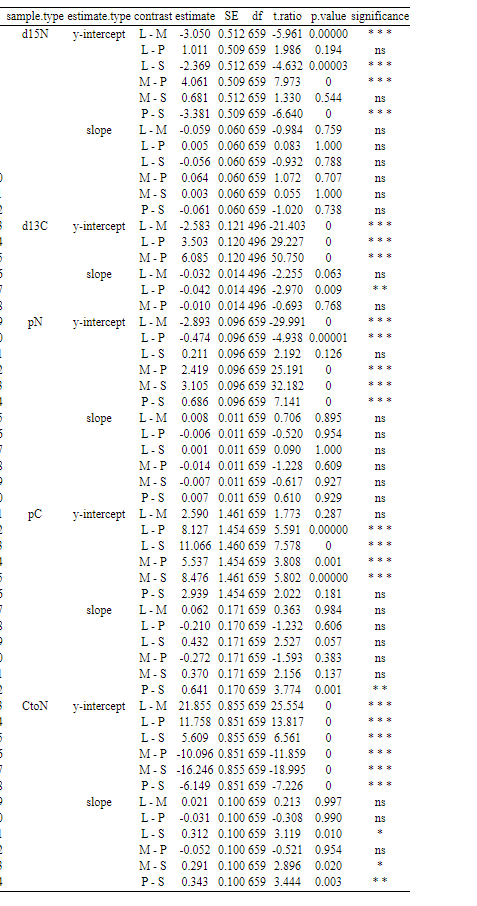 sample.type estimate.type contrast estimate SE df t.ratio p.value significance
d15N y-intercept L - M -3.050 0.512 659 -5.961 0.00000 * * *
L - P 1.011 0.509 659 1.986 0.194 ns
L - S -2.369 0.512 659 -4.632 0.00003 * * *
M - P 4.061 0.509 659 7.973 0 * * *
M - S 0.681 0.512 659 1.330 0.544 ns
P - S -3.381 0.509 659 -6.640 0 * * *
slope L - M -0.059 0.060 659 -0.984 0.759 ns
L - P 0.005 0.060 659 0.083 1.000 ns
L - S -0.056 0.060 659 -0.932 0.788 ns
M - P 0.064 0.060 659 1.072 0.707 ns
M - S 0.003 0.060 659 0.055 1.000 ns
P - S -0.061 0.060 659 -1.020 0.738 ns
d13C y-intercept L - M -2.583 0.121 496 -21.403 0 * * *
L - P 3.503 0.120 496 29.227 0 * * *
M - P 6.085 0.120 496 50.750 0 * * *
slope L - M -0.032 0.014 496 -2.255 0.063 ns
L - P -0.042 0.014 496 -2.970 0.009 * *
M - P -0.010 0.014 496 -0.693 0.768 ns
pN y-intercept L - M -2.893 0.096 659 -29.991 0 * * *
L - P -0.474 0.096 659 -4.938 0.00001 * * *
L - S 0.211 0.096 659 2.192 0.126 ns
M - P 2.419 0.096 659 25.191 0 * * *
M - S 3.105 0.096 659 32.182 0 * * *
P - S 0.686 0.096 659 7.141 0 * * *
slope L - M 0.008 0.011 659 0.706 0.895 ns
L - P -0.006 0.011 659 -0.520 0.954 ns
L - S 0.001 0.011 659 0.090 1.000 ns
M - P -0.014 0.011 659 -1.228 0.609 ns
M - S -0.007 0.011 659 -0.617 0.927 ns
P - S 0.007 0.011 659 0.610 0.929 ns
pC y-intercept L - M 2.590 1.461 659 1.773 0.287 ns
L - P 8.127 1.454 659 5.591 0.00000 * * *
L - S 11.066 1.460 659 7.578 0 * * *
M - P 5.537 1.454 659 3.808 0.001 * * *
M - S 8.476 1.461 659 5.802 0.00000 * * *
P - S 2.939 1.454 659 2.022 0.181 ns
slope L - M 0.062 0.171 659 0.363 0.984 ns
L - P -0.210 0.170 659 -1.232 0.606 ns
L - S 0.432 0.171 659 2.527 0.057 ns
M - P -0.272 0.171 659 -1.593 0.383 ns
M - S 0.370 0.171 659 2.156 0.137 ns
P - S 0.641 0.170 659 3.774 0.001 * *
CtoN y-intercept L - M 21.855 0.855 659 25.554 0 * * *
L - P 11.758 0.851 659 13.817 0 * * *
L - S 5.609 0.855 659 6.561 0 * * *
M - P -10.096 0.851 659 -11.859 0 * * *
M - S -16.246 0.855 659 -18.995 0 * * *
P - S -6.149 0.851 659 -7.226 0 * * *
slope L - M 0.021 0.100 659 0.213 0.997 ns
L - P -0.031 0.100 659 -0.308 0.990 ns
L - S 0.312 0.100 659 3.119 0.010 *
M - P -0.052 0.100 659 -0.521 0.954 ns
M - S 0.291 0.100 659 2.896 0.020 *
P - S 0.343 0.100 659 3.444 0.003 * *